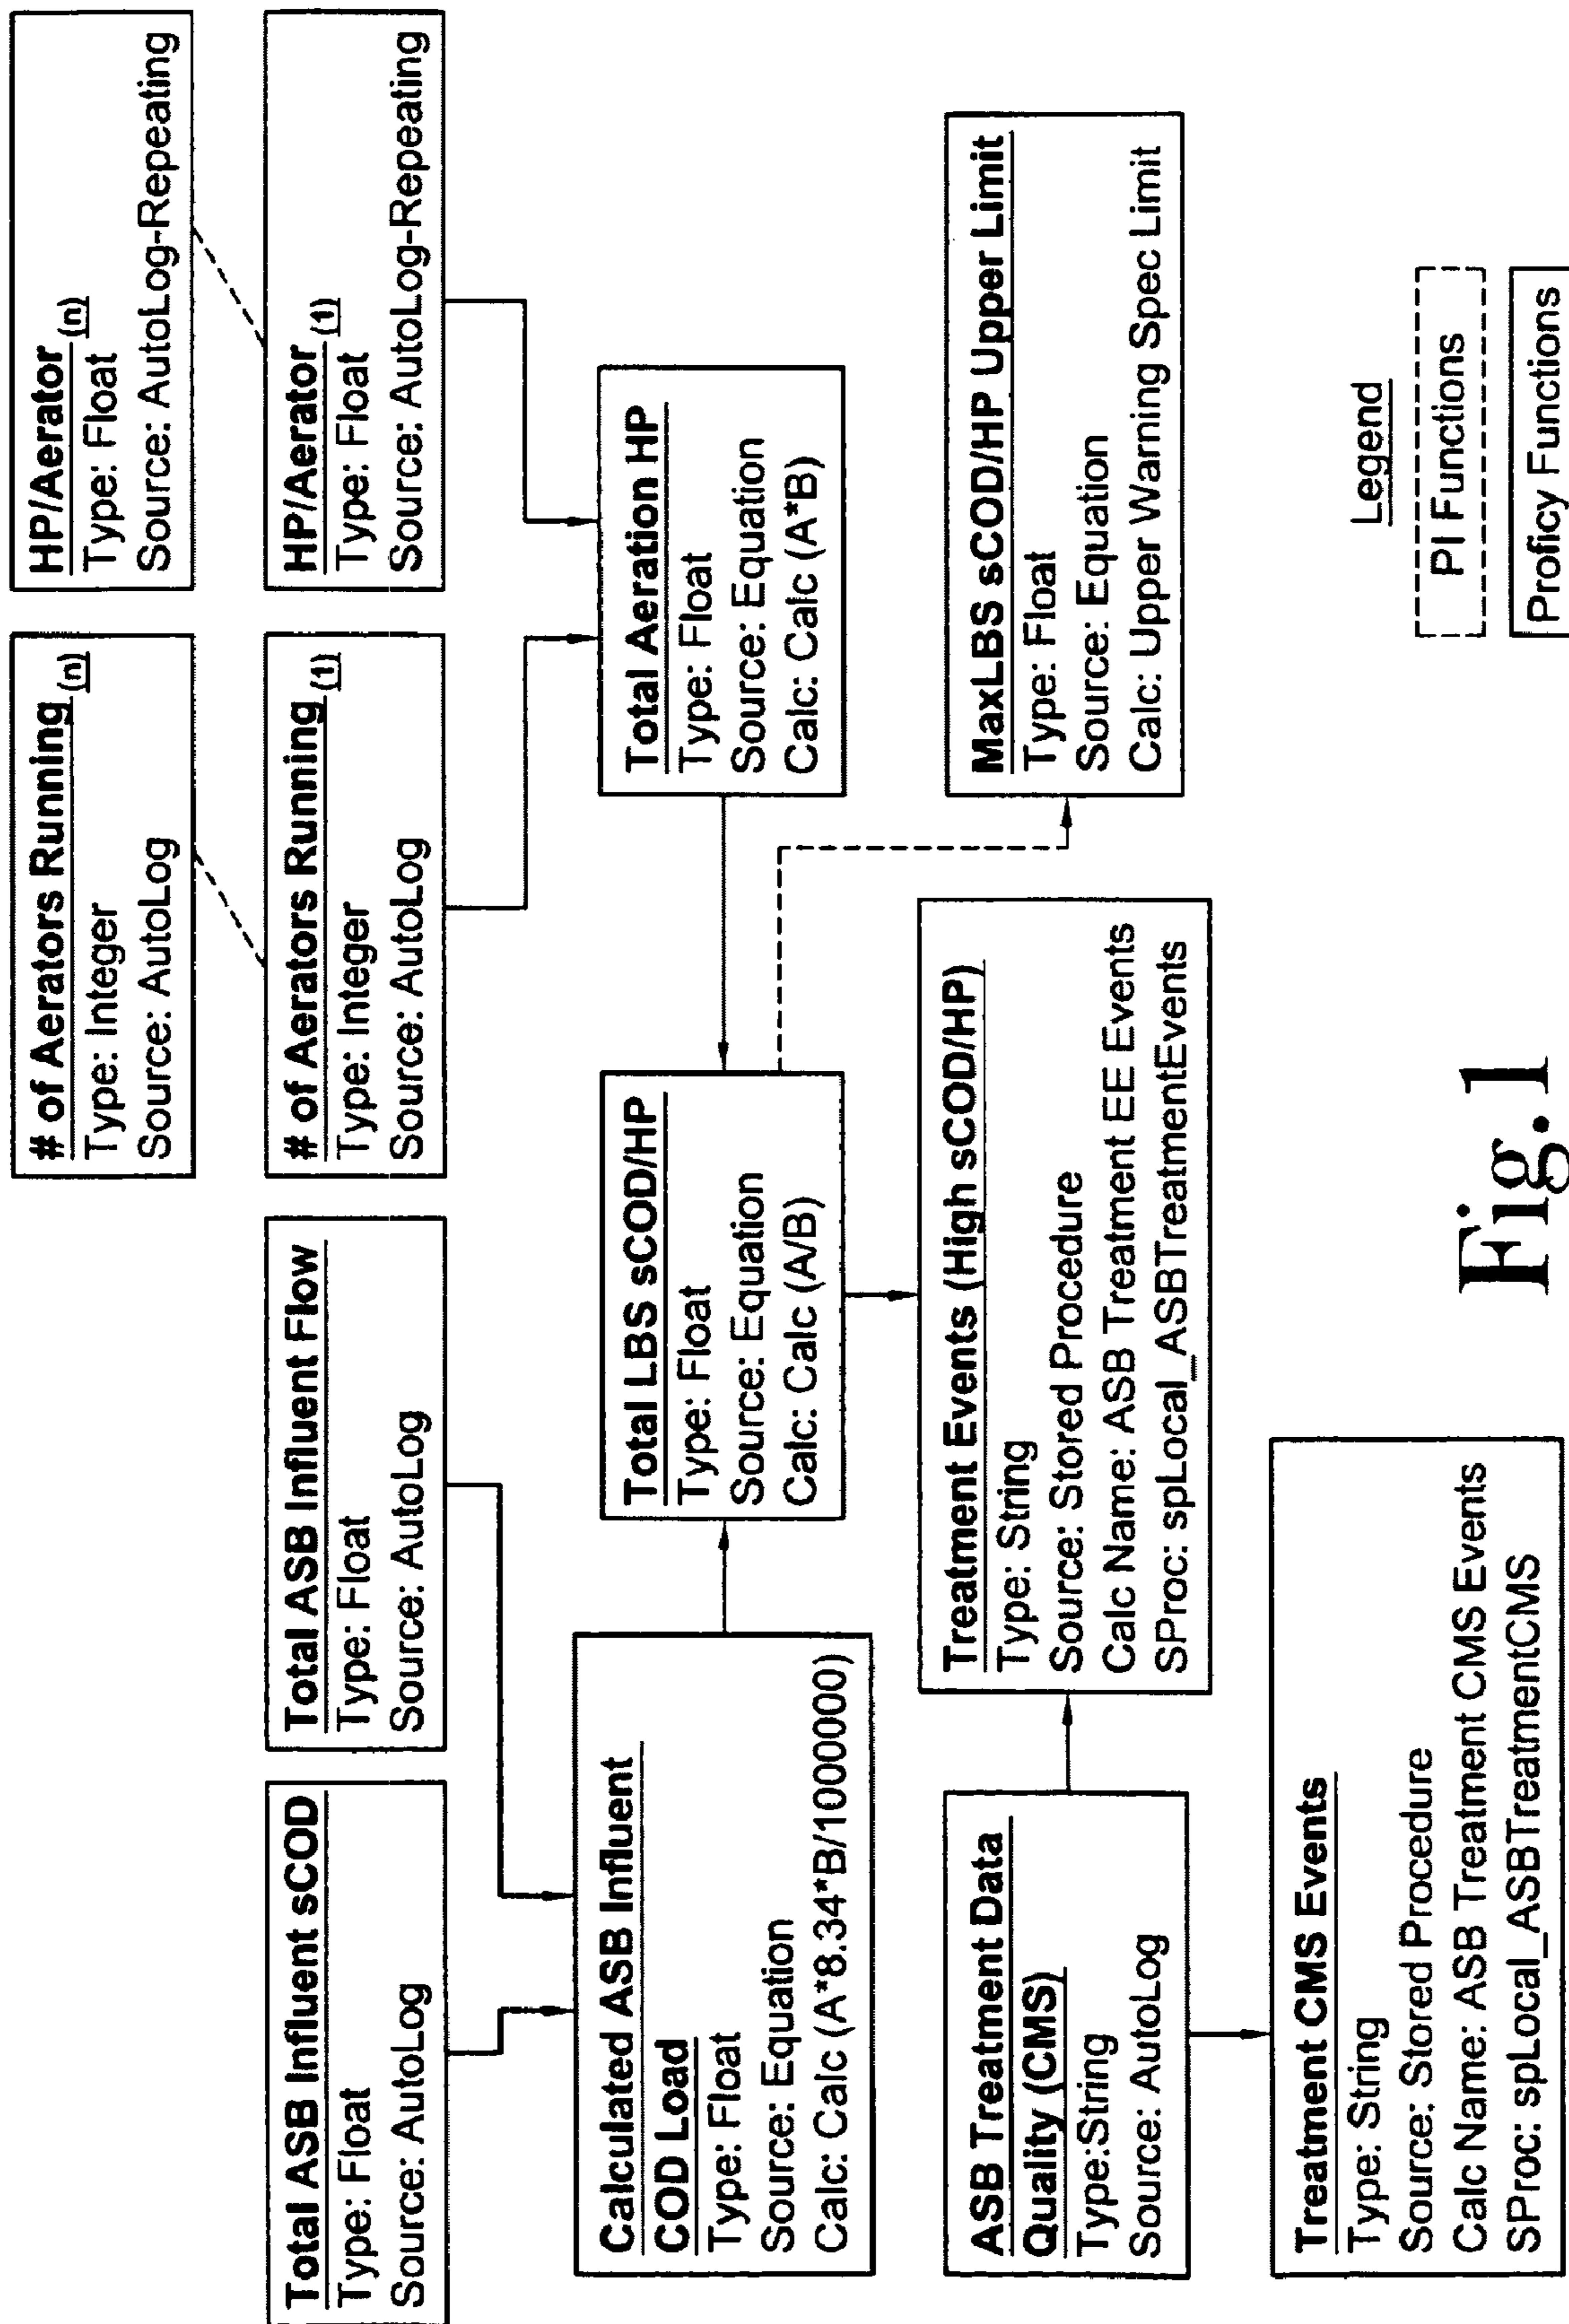 # of Aerators Running (n)
Type: Integer
Source: AutoLog
HP/Aerator (n)
Type: Float
Source: AutoLog-Repeating
Total ASB Influent sCOD
Type: Float
Source: AutoLog
Total ASB Influent Flow
Type: Float
Source: AutoLog
# of Aerators Running (1)
Type: Integer
Source: AutoLog
HP/Aerator (1)
Type: Float
Source: AutoLog-Repeating
Calculated ASB Influent
COD Load
Type: Float
Source: Equation
Calc: Calc (A*8.34*B/1000000)
Total LBS sCOD/HP
Type: Float
Source: Equation
Calc: Calc (A/B)
Total Aeration HP
Type: Float
Source: Equation
Calc: Calc (A*B)
ASB Treatment Data
Quality (CMS)
Type:String
Source: AutoLog
Treatment Events (High sCOD/HP)
Type: String
Source: Stored Procedure
Calc Name: ASB Treatment EE Events
SProc: spLocal_ASBTreatmentEvents
MaxLBS sCOD/HP Upper Limit
Type: Float
Source: Equation
Calc: Upper Warning Spec Limit
Treatment CMS Events
Type: String
Source: Stored Procedure
Calc Name: ASB Treatment CMS Events
SProc: spLocal_ASBTreatmentCMS
Legend
PI Functions
Proficy Functions
Fig.1